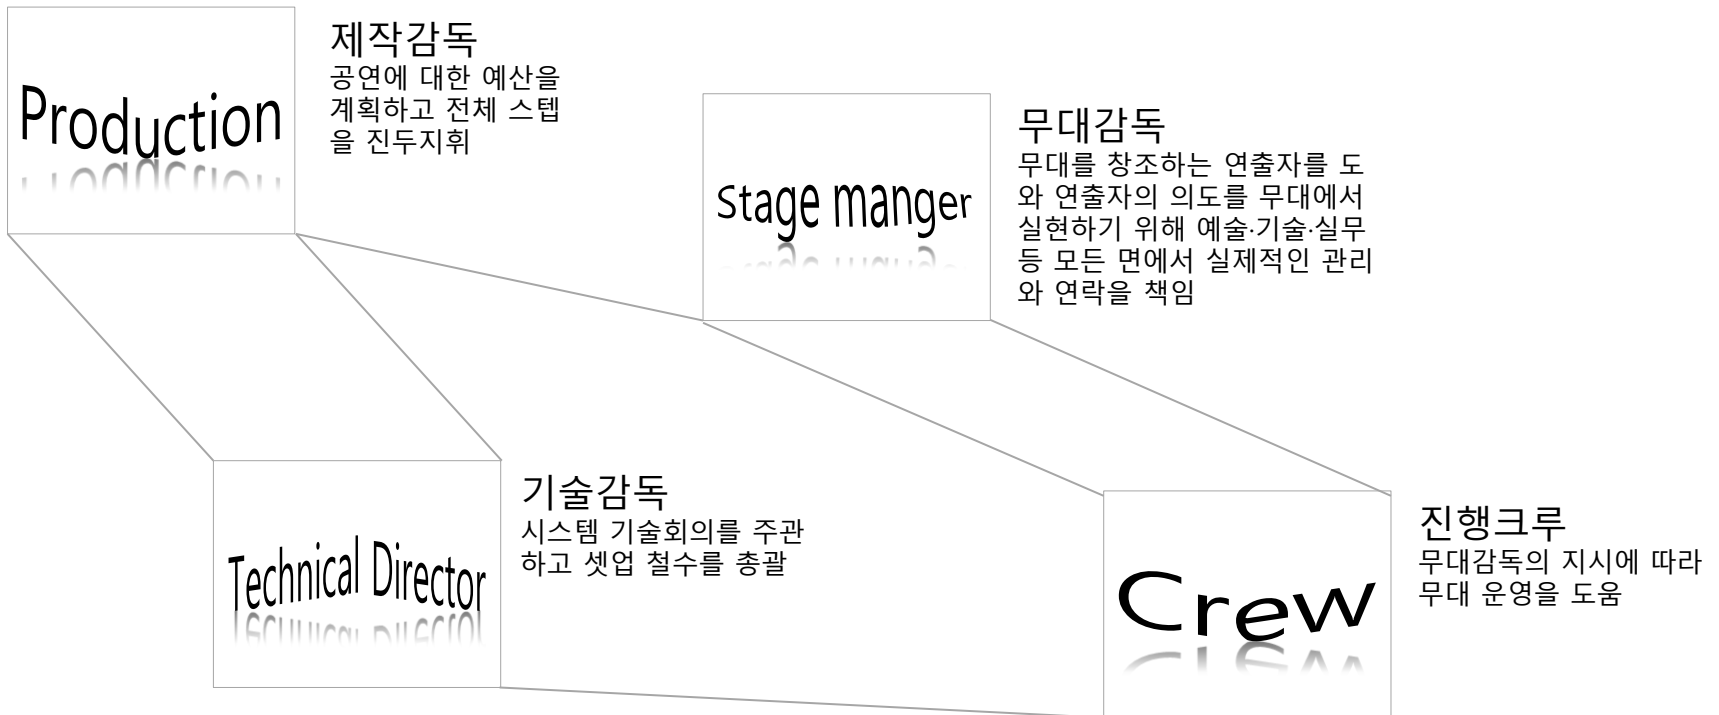 Production
제작감독
공연에 대한 예산을
계획하고 전체 스텝
을 진두지휘
Stage manger
무대감독
무대를 창조하는 연출자를 도
와 연출자의 의도를 무대에서
실현하기 위해 예술·기술·실무
등 모든 면에서 실제적인 관리
와 연락을 책임
Technical Director
기술감독
시스템 기술회의를 주관
하고 셋업 철수를 총괄
Crew
진행크루
무대감독의 지시에 따라
무대 운영을 도움